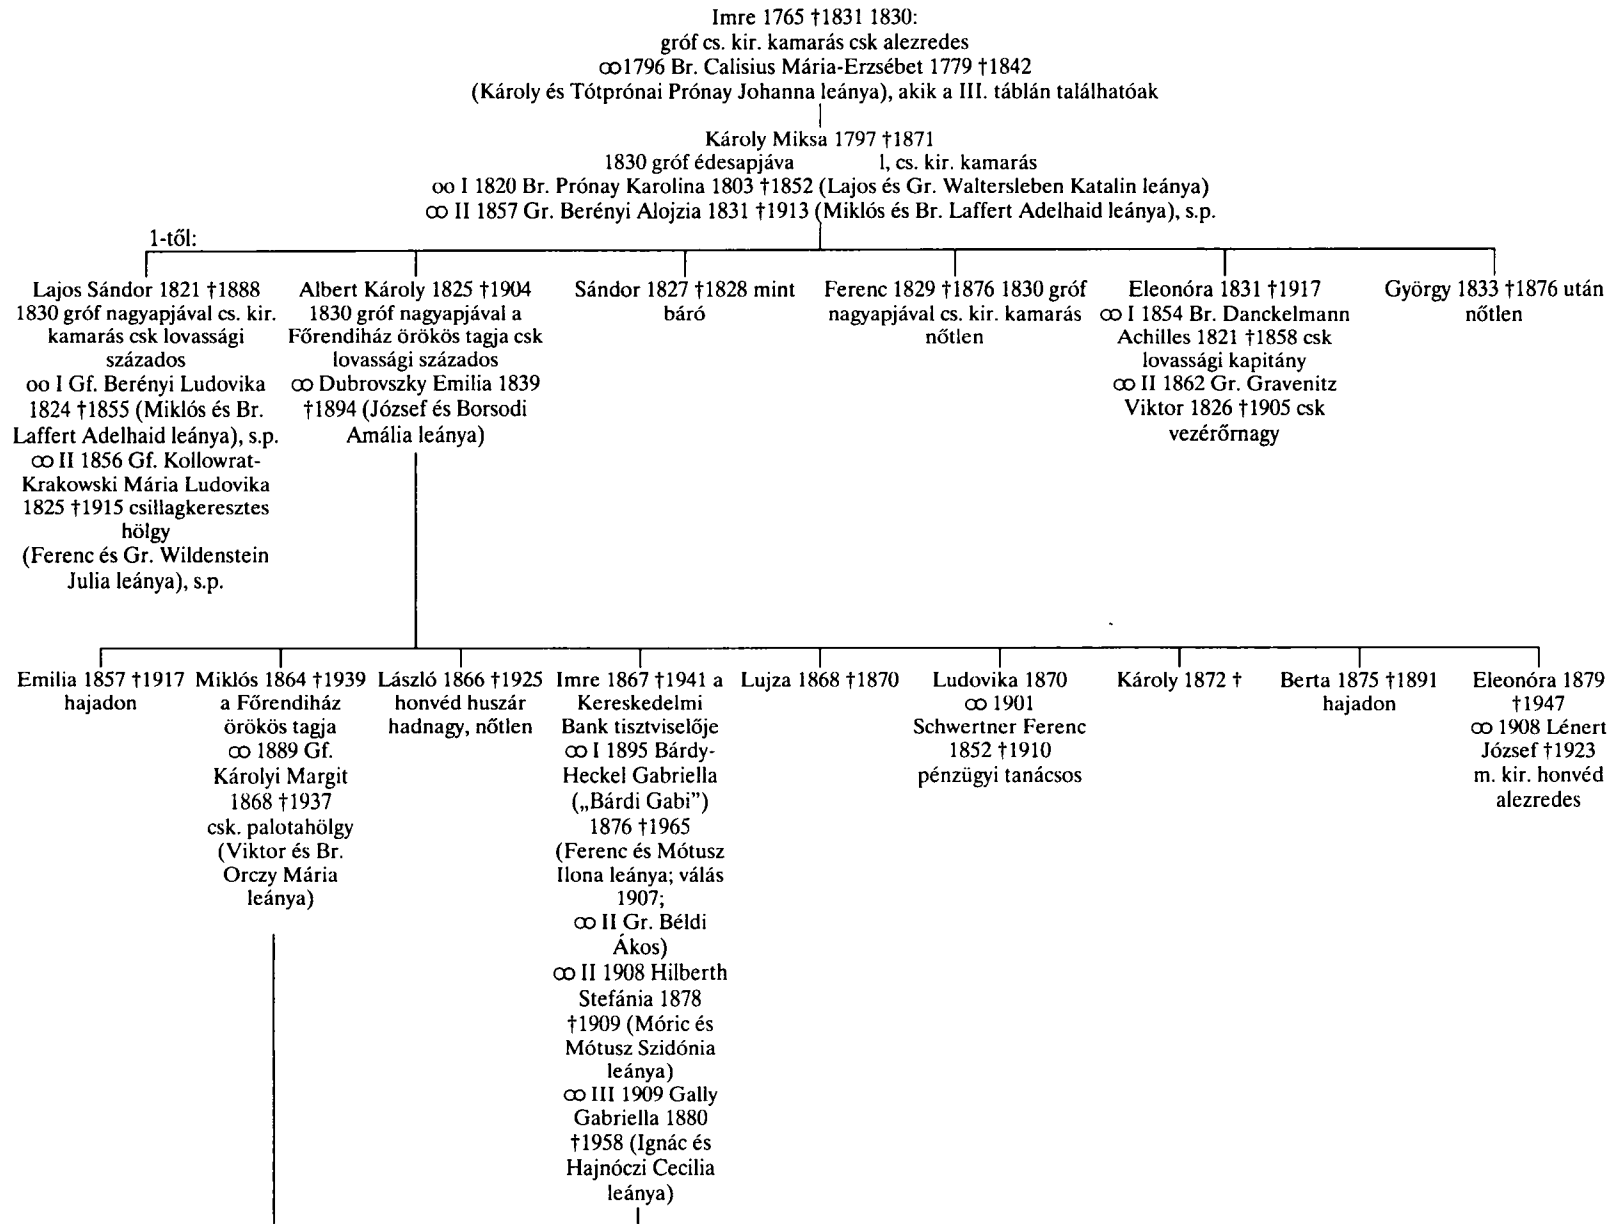 Imre 1765 †1831 1830:
gróf cs. kir. kamarás csk alezredes
∞1796 Br. Calisius Mária-Erzsébet 1779 †1842
(Károly és Tótprónai Prónay Johanna leánya), akik a III. táblán találhatóak
Károly Miksa 1797 †1871
1830 gróf édesapjáva l, cs. kir. kamarás
oo I 1820 Br. Prónay Karolina 1803 †1852 (Lajos és Gr. Waltersleben Katalin leánya)
∞ II 1857 Gr. Berényi Alojzia 1831 †1913 (Miklós és Br. Laffert Adelhaid leánya), s.p.
1-től:
Lajos Sándor 1821 †1888
1830 gróf nagyapjával cs. kir.
kamarás csk lovassági
százados
oo I Gf. Berényi Ludovika
1824 †1855 (Miklós és Br.
Laffert Adelhaid leánya), s.p.
∞ II 1856 Gf. Kollowrat-
Krakowski Mária Ludovika
1825 †1915 csillagkeresztes
hölgy
(Ferenc és Gr. Wildenstein
Julia leánya), s.p.
Albert Károly 1825 †1904
1830 gróf nagyapjával a
Főrendiház örökös tagja csk
lovassági százados
∞ Dubrovszky Emilia 1839
†1894 (József és Borsodi
Amália leánya)
Sándor 1827 †1828 mint
báró
Ferenc 1829 †1876 1830 gróf
nagyapjával cs. kir. kamarás
nőtlen
Eleonóra 1831 †1917
∞ I 1854 Br. Danckelmann
Achilles 1821 †1858 csk
lovassági kapitány
∞ II 1862 Gr. Gravenitz
Viktor 1826 †1905 csk
vezérőrnagy
György 1833 †1876 után
nőtlen
Emilia 1857 †1917
hajadon
Miklós 1864 †1939
a Főrendiház
örökös tagja
∞ 1889 Gf.
Károlyi Margit
1868 †1937
csk. palotahölgy
(Viktor és Br.
Orczy Mária
leánya)
László 1866 †1925
honvéd huszár
hadnagy, nőtlen
Imre 1867 †1941 a
Kereskedelmi
Bank tisztviselője
∞ I 1895 Bárdy-
Heckel Gabriella
(„Bárdi Gabi”)
1876 †1965
(Ferenc és Mótusz
Ilona leánya; válás
1907;
∞ II Gr. Béldi
Ákos)
∞ II 1908 Hilberth
Stefánia 1878
†1909 (Móric és
Mótusz Szidónia
leánya)
∞ III 1909 Gally
Gabriella 1880
†1958 (Ignác és
Hajnóczi Cecilia
leánya)
Lujza 1868 †1870
Ludovika 1870
∞ 1901
Schwertner Ferenc
1852 †1910
pénzügyi tanácsos
Károly 1872 †
Berta 1875 †1891
hajadon
Eleonóra 1879
†1947
∞ 1908 Lénert
József †1923
m. kir. honvéd
alezredes